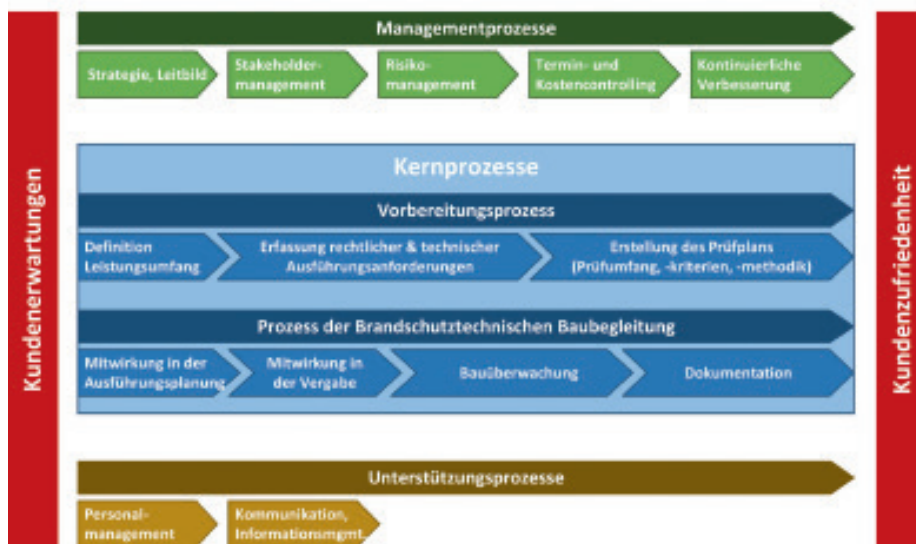 Kundenerwartungen
Managementprozesse
Strategie, Leitbild
Stakeholder-
management
Risiko-
management
Termin- und
Kostencontrolling
Kontinuierliche
Verbesserung
Kernprozesse
Vorbereitungsprozess
Definition
Leistungsumfang
Erfassung rechtlicher & technischer
Ausführungsanforderungen
Erstellung des Prüfplans
(Prüfumfang, -kriterien, -methodik)
Prozess der Brandschutztechnischen Baubegleitung
Mitwirkung in der
Ausführungsplanung
Mitwirkung in
der Vergabe
Bauüberwachung
Dokumentation
Unterstützungsprozesse
Personal-
management
Kommunikation,
Informationsmgmt.
Kundenzufriedenheit